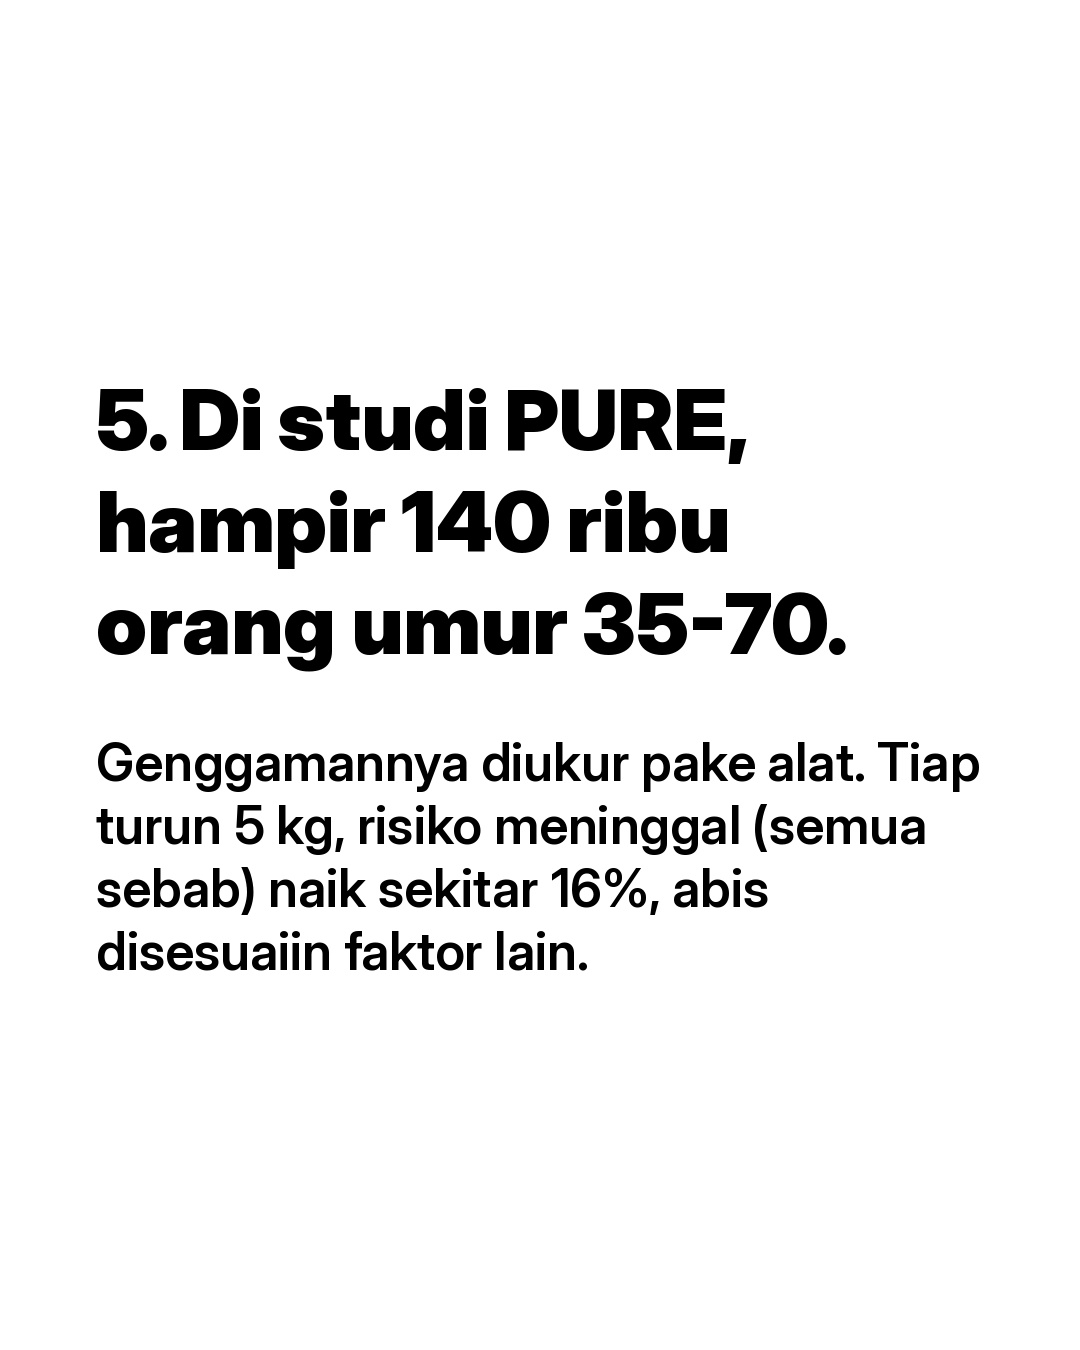 5. Di studi PURE,
hampir 140 ribu
orang umur 35-70.
Genggamannya diukur pake alat. Tiap
turun 5 kg, risiko meninggal (semua
sebab) naik sekitar 16%, abis
disesuaiin faktor lain.